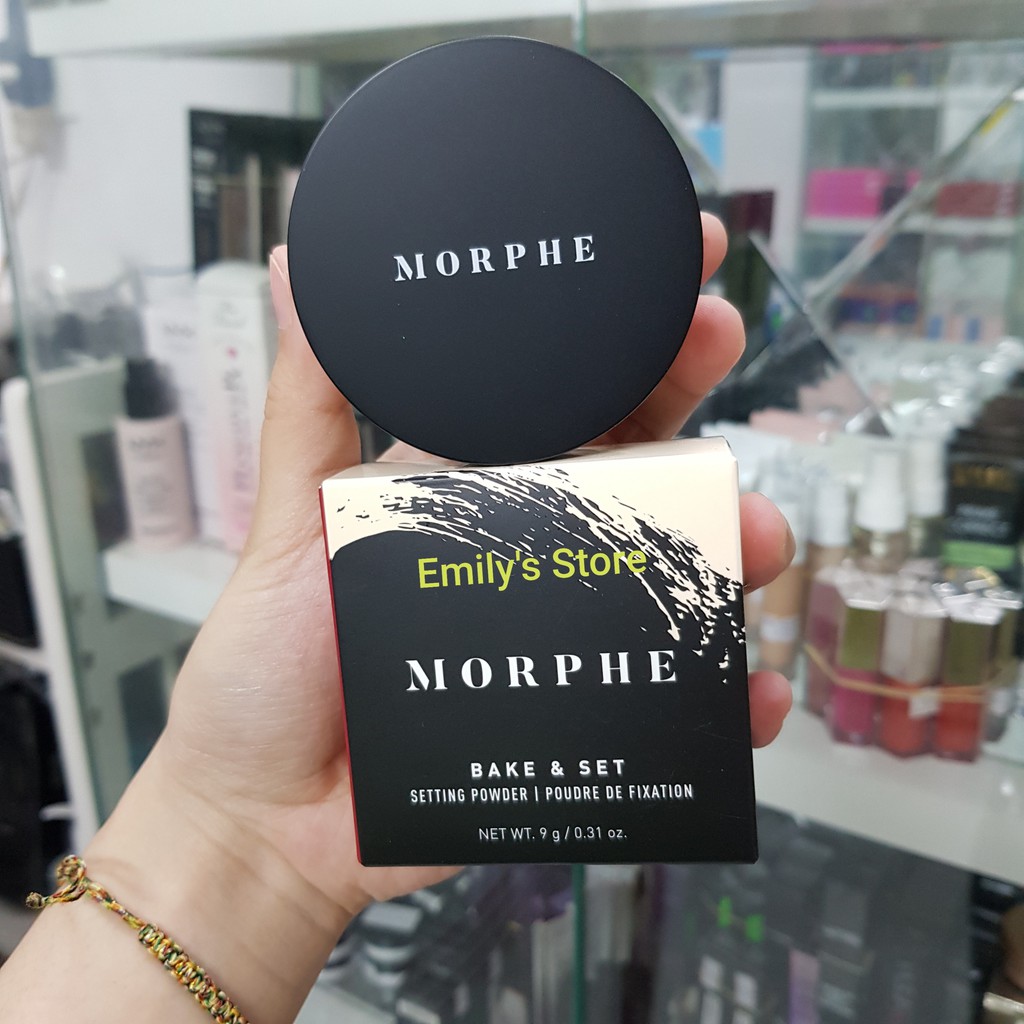 MORPHE
Emily's Store
MORPHE
BAKE & SET
SETTING POWDER | POUDRE DE FIXATION
NET WT. 9 g / 0.31 oz.